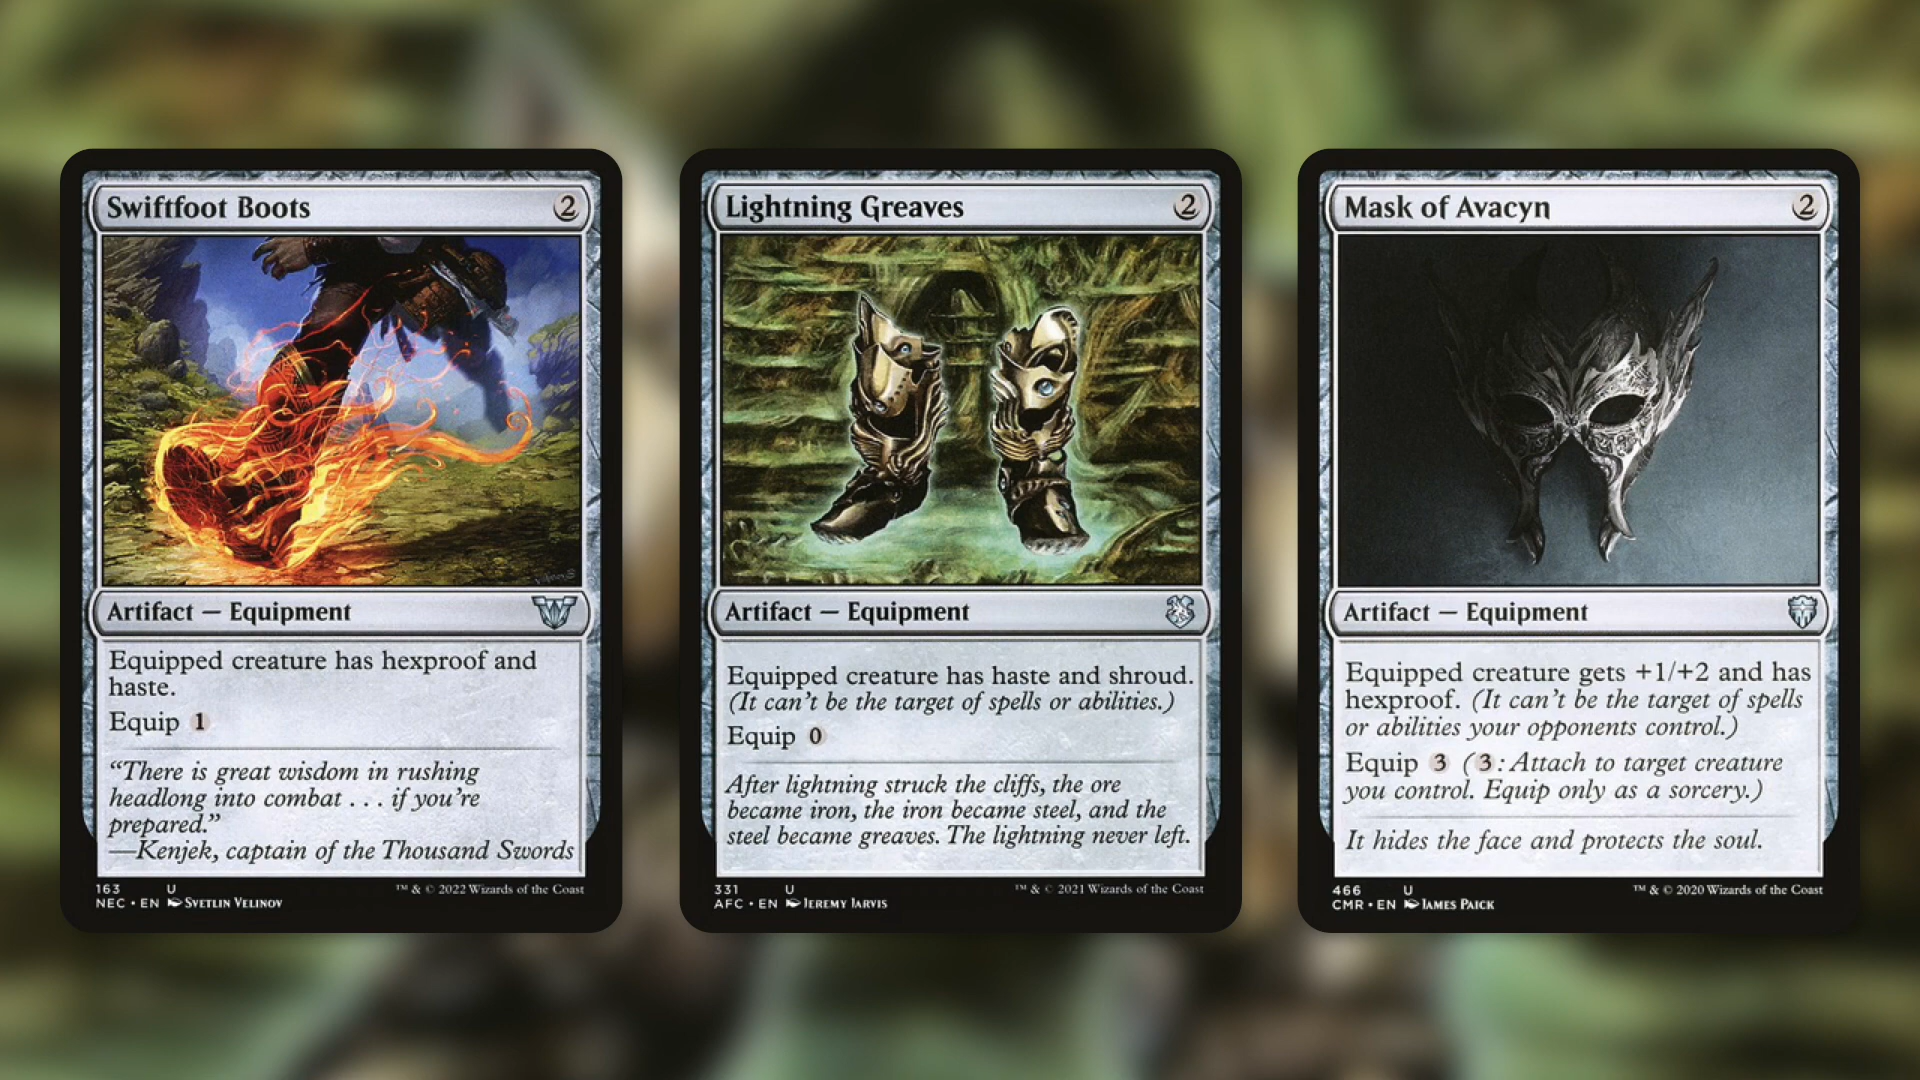 Swiftfoot Boots 2
Artifact — Equipment
Equipped creature has hexproof and
haste.
Equip 1
“There is great wisdom in rushing
headlong into combat . . . if you’re
prepared.”
—Kenjek, captain of the Thousand Swords
163 U
NEC • EN SVETLIN VELINOV
™ & © 2022 Wizards of the Coast
Lightning Greaves 2
Artifact — Equipment
Equipped creature has haste and shroud.
(It can’t be the target of spells or abilities.)
Equip 0
After lightning struck the cliffs, the ore
became iron, the iron became steel, and the
steel became greaves. The lightning never left.
331 U
AFC • EN JEREMY JARVIS
™ & © 2021 Wizards of the Coast
Mask of Avacyn 2
Artifact — Equipment
Equipped creature gets +1/+2 and has
hexproof. (It can’t be the target of spells
or abilities your opponents control.)
Equip 3 (3: Attach to target creature
you control. Equip only as a sorcery.)
It hides the face and protects the soul.
466 U
CMR • EN JAMES PAICK
™ & © 2020 Wizards of the Coast